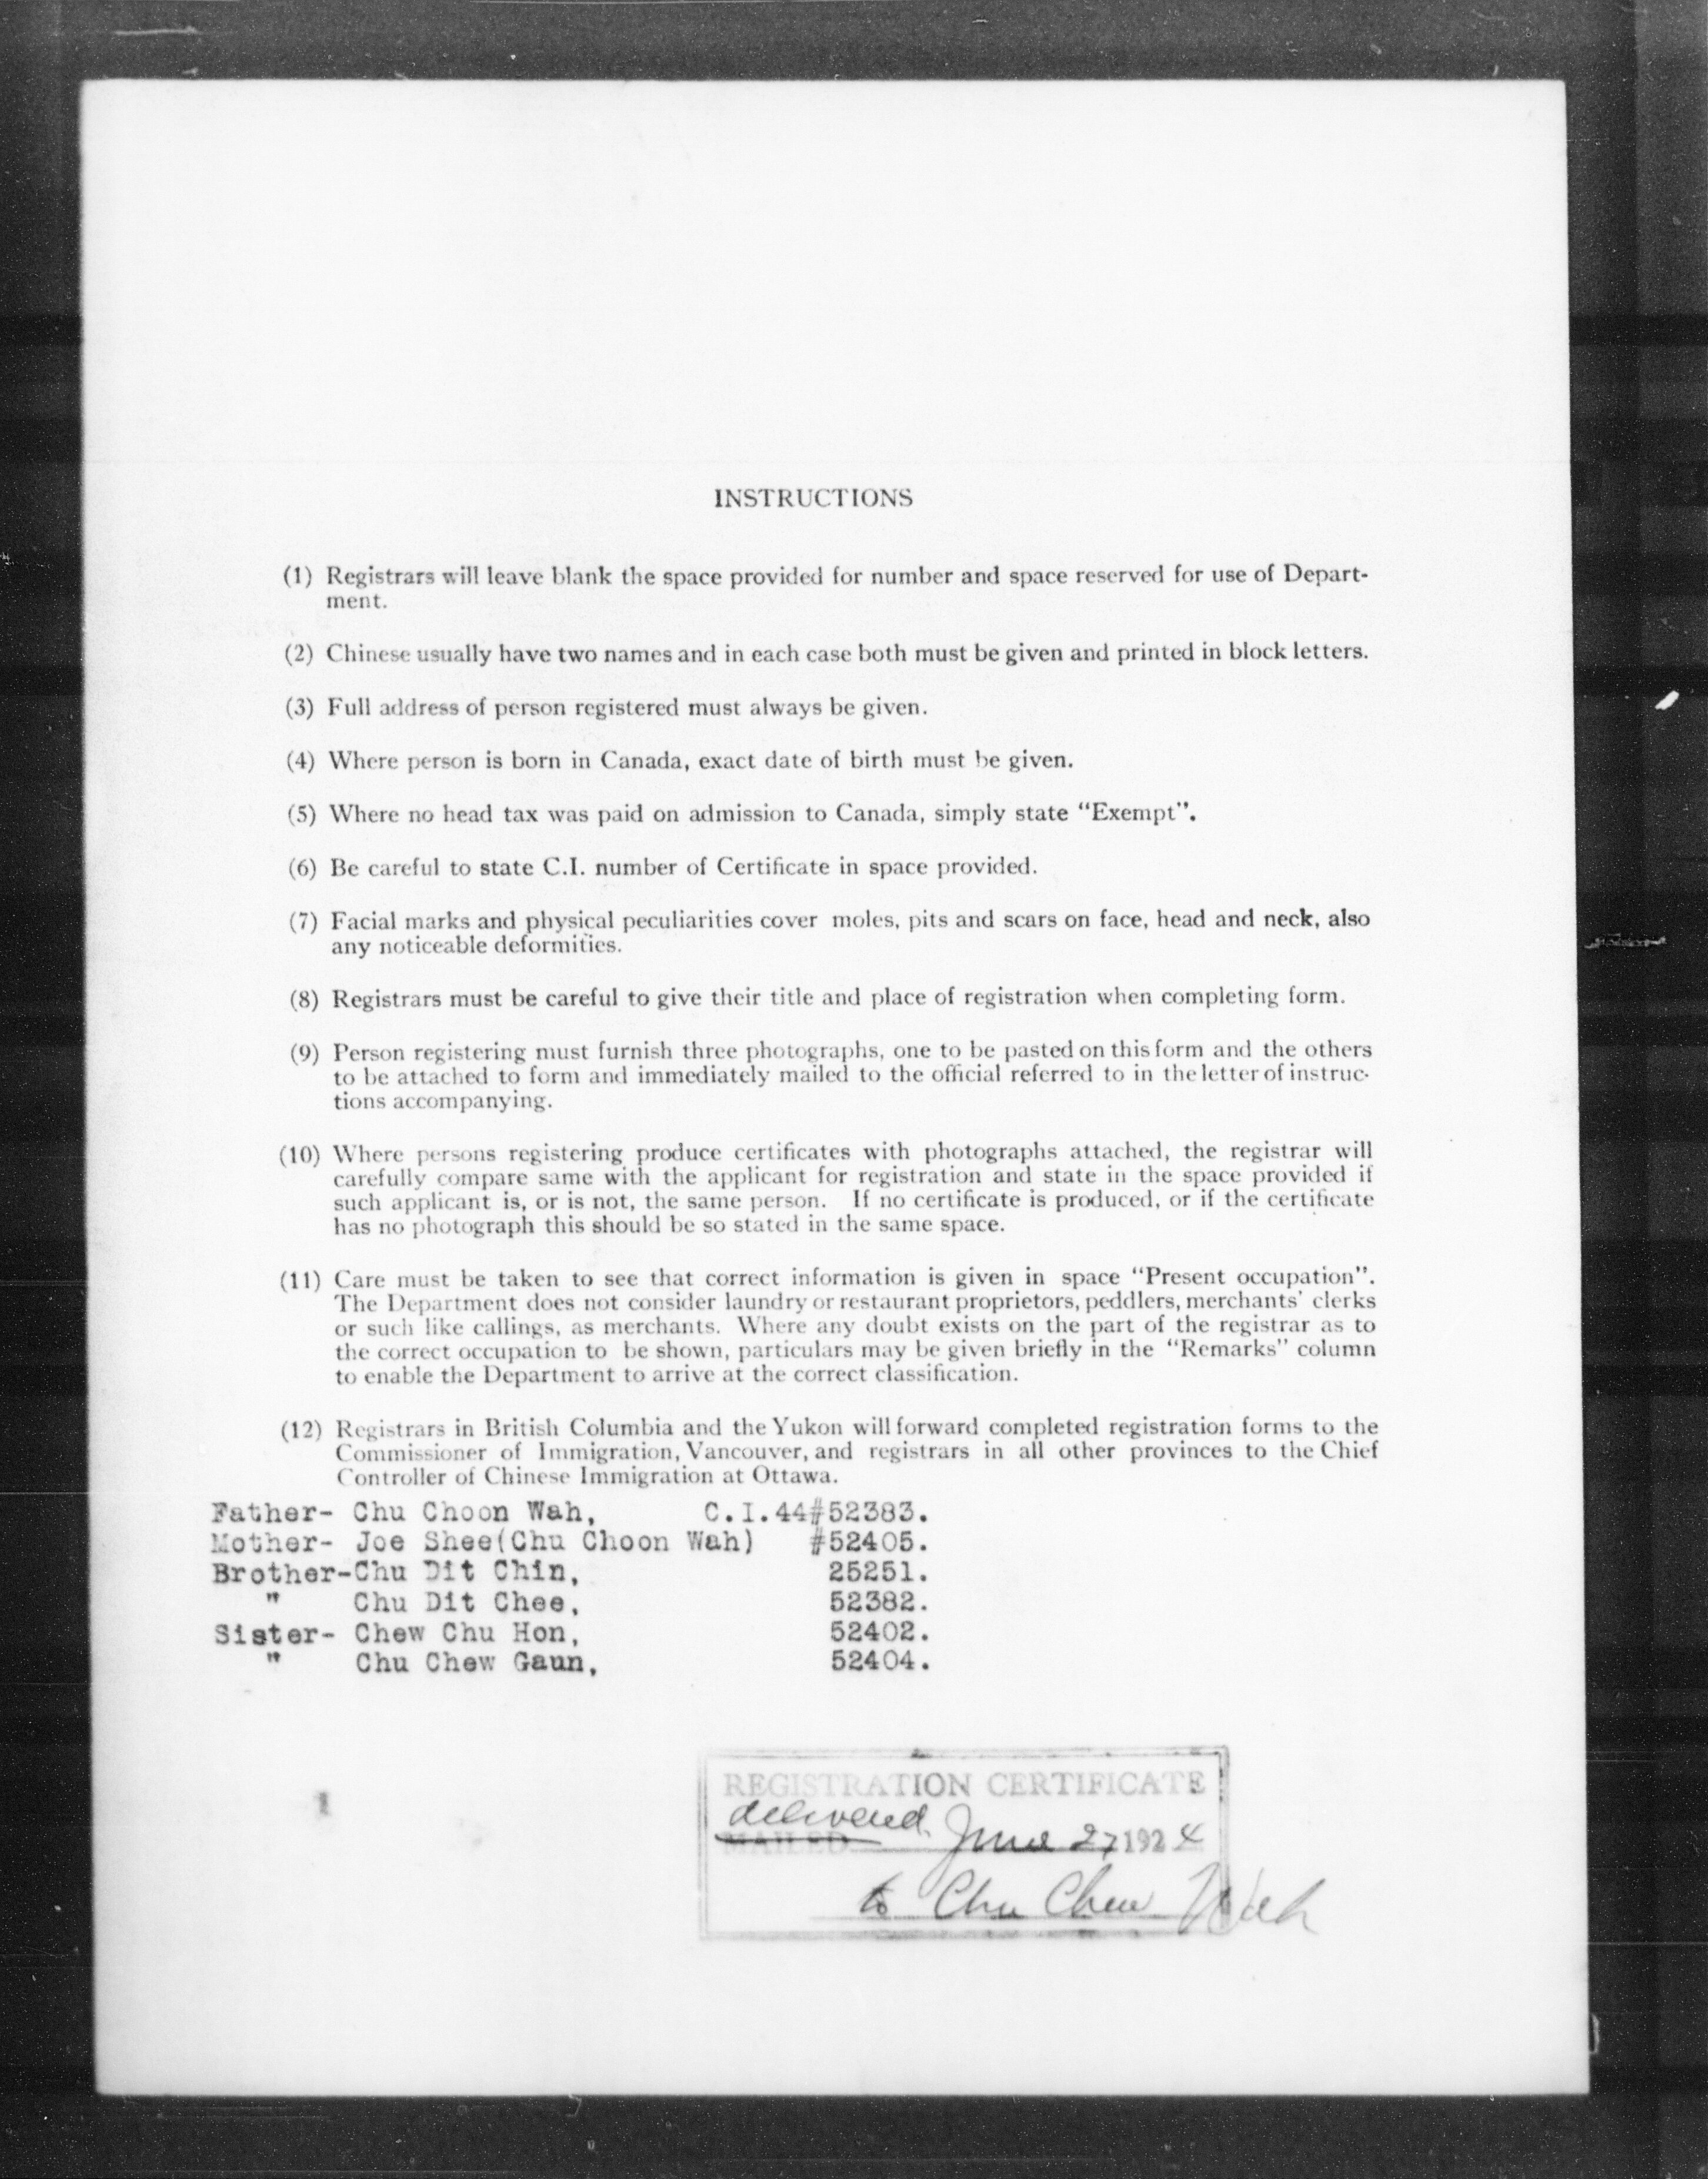 INSTRUCTIONS
(1) Registrars will leave blank the space provided for number and space reserved for use of Depart-
ment.
(2) Chinese usually have two names and in each case both must be given and printed in block letters.
(3) Full address of person registered must always be given.
(4) Where person is born in Canada, exact date of birth must be given.
(5) Where no head tax was paid on admission to Canada, simply state “Exempt”.
(6) Be careful to state C.I. number of Certificate in space provided.
(7) Facial marks and physical peculiarities cover moles, pits and scars on face, head and neck, also
any noticeable deformities.
(8) Registrars must be careful to give their title and place of registration when completing form.
(9) Person registering must furnish three photographs, one to be pasted on this form and the others
to be attached to form and immediately mailed to the official referred to in the letter of instruc-
tions accompanying.
(10) Where persons registering produce certificates with photographs attached, the registrar will
carefully compare same with the applicant for registration and state in the space provided if
such applicant is, or is not, the same person. If no certificate is produced, or if the certificate
has no photograph this should be so stated in the same space.
(11) Care must be taken to see that correct information is given in space “Present occupation”.
The Department does not consider laundry or restaurant proprietors, peddlers, merchants’ clerks
or such like callings, as merchants. Where any doubt exists on the part of the registrar as to
the correct occupation to be shown, particulars may be given briefly in the “Remarks” column
to enable the Department to arrive at the correct classification.
(12) Registrars in British Columbia and the Yukon will forward completed registration forms to the
Commissioner of Immigration, Vancouver, and registrars in all other provinces to the Chief
Controller of Chinese Immigration at Ottawa.
Father- Chu Choon Wah, C.I.44#52383.
Mother- Joe Shee(Chu Choon Wah) #52405.
Brother-Chu Dit Chin, 25251.
" Chu Dit Chee, 52382.
Sister- Chew Chu Hon, 52402.
" Chu Chew Gaun, 52404.
REGISTRATION CERTIFICATE
delivered
MAILED June 27 1924
to Chu Chew Wah